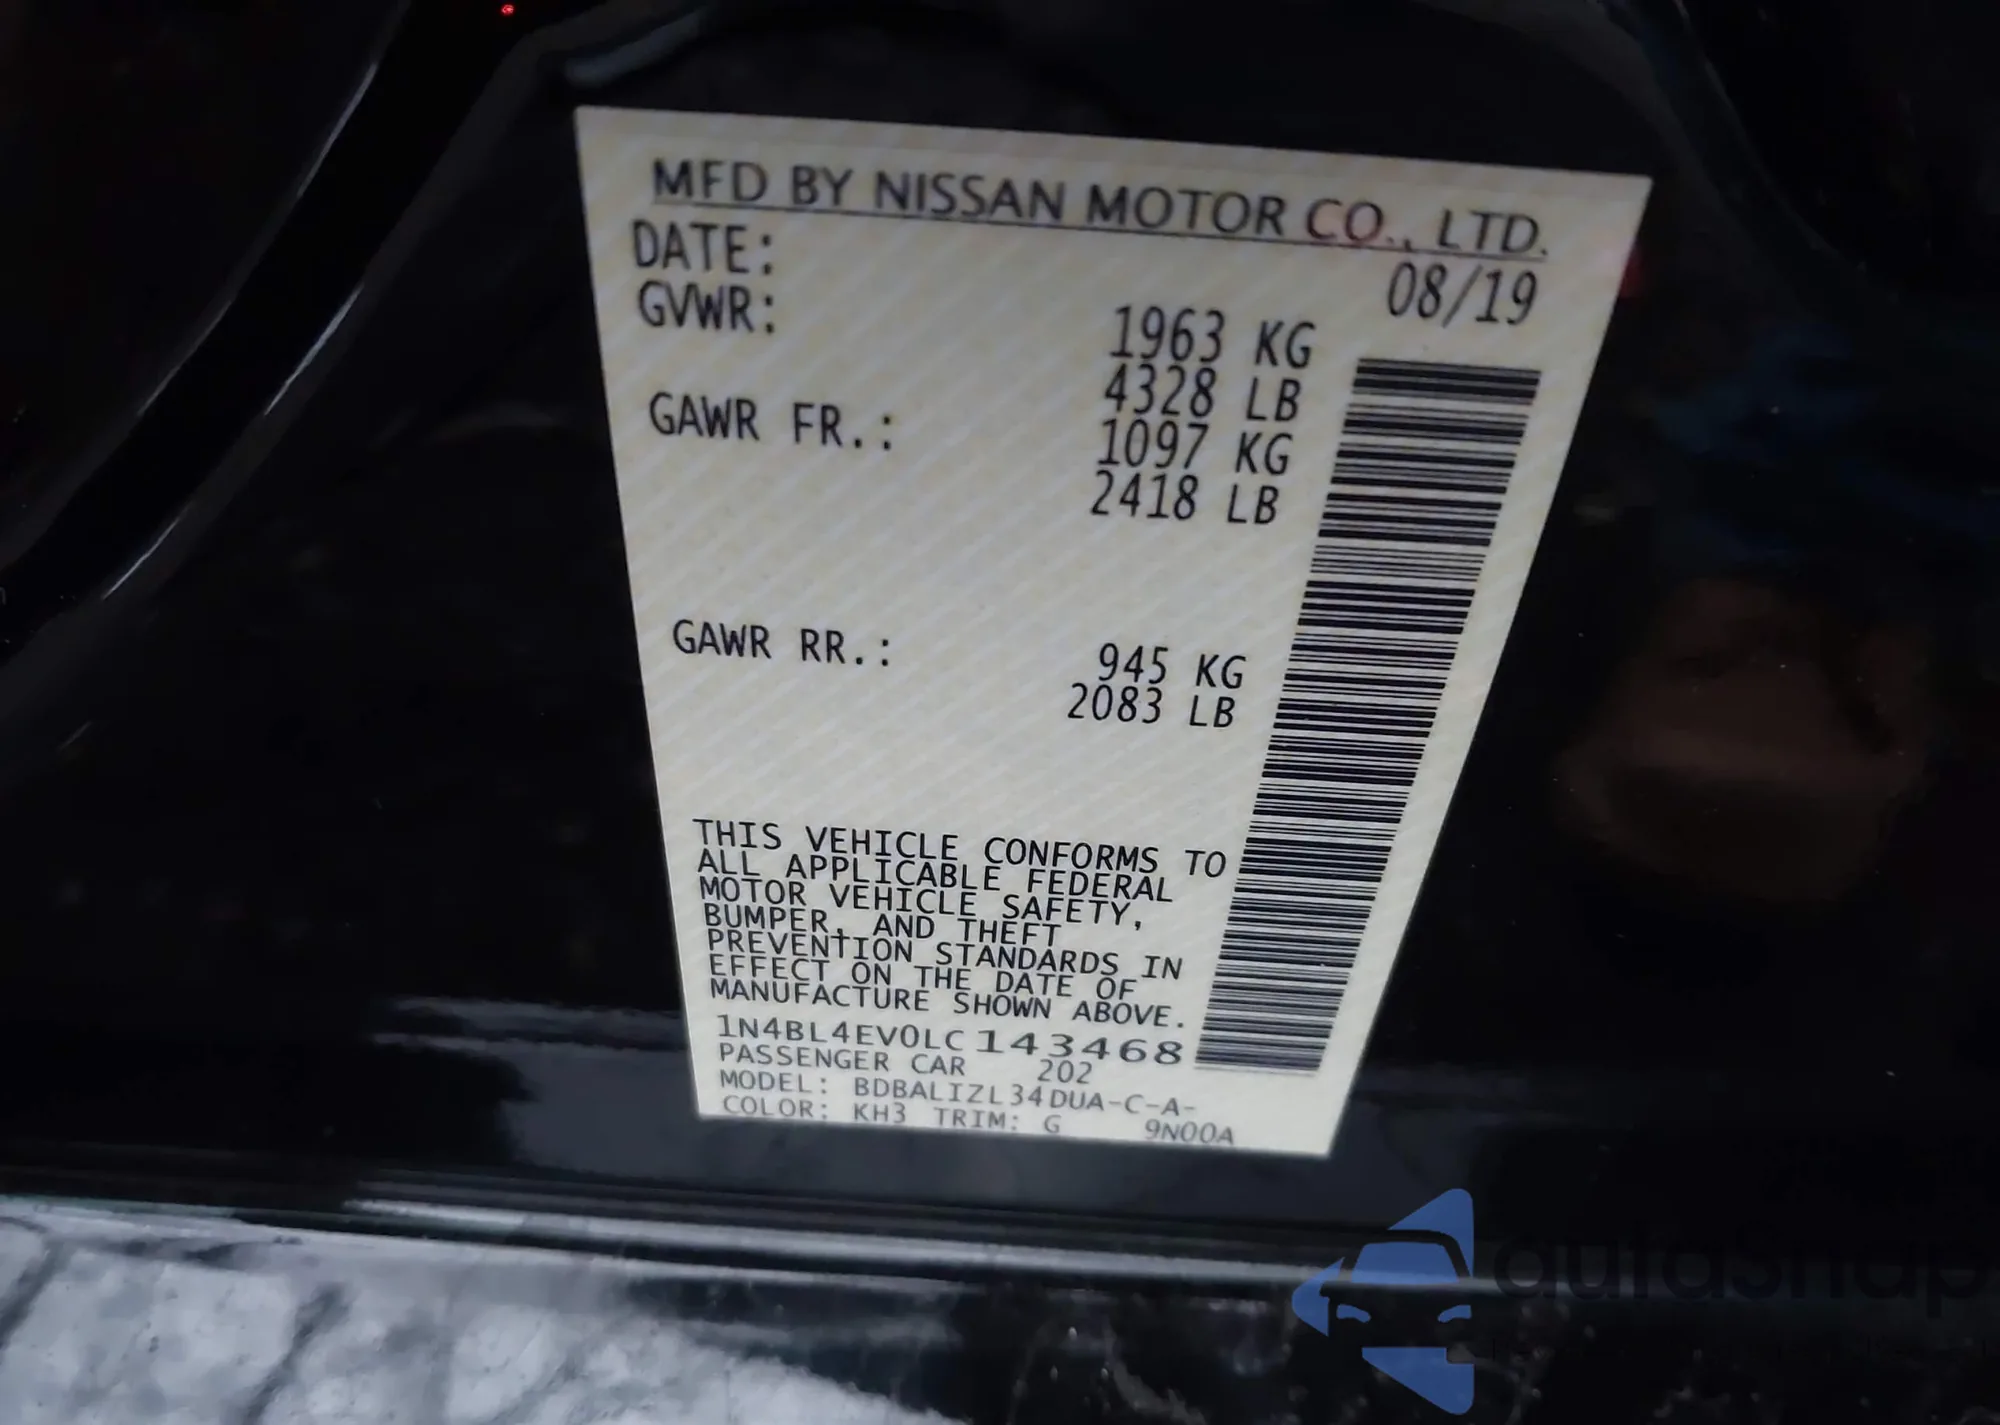 MFD BY NISSAN MOTOR CO., LTD.
DATE: 08/19
GVWR: 1963 KG
4328 LB
GAWR FR.: 1097 KG
2418 LB
GAWR RR.: 945 KG
2083 LB
THIS VEHICLE CONFORMS TO
ALL APPLICABLE FEDERAL
MOTOR VEHICLE SAFETY,
BUMPER, AND THEFT
PREVENTION STANDARDS IN
EFFECT ON THE DATE OF
MANUFACTURE SHOWN ABOVE.
1N4BL4EV0LC143468
PASSENGER CAR 202
MODEL: BDBALIZL34DUA-C-A-
COLOR: KH3 TRIM: G 9N00A
autosnap